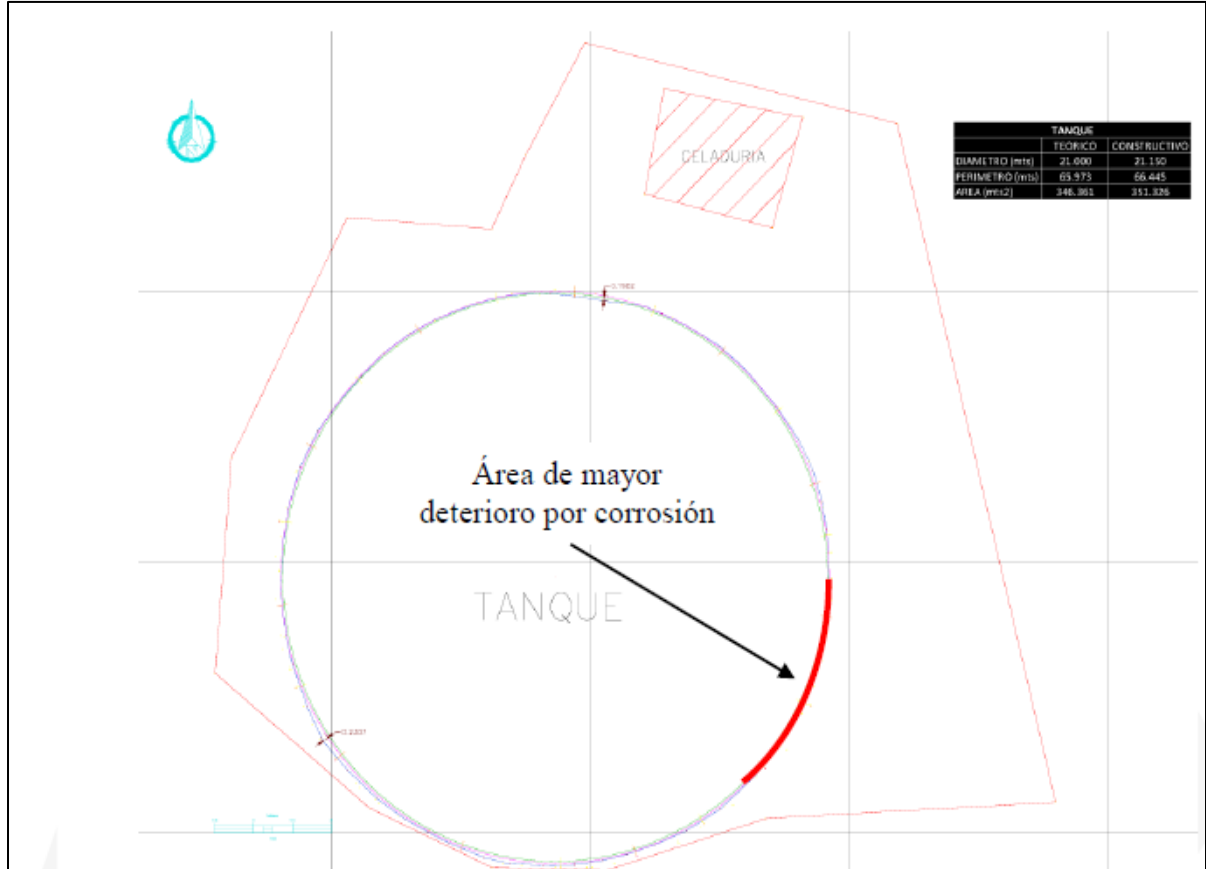 TANQUE
TEÓRICO CONSTRUCTIVO
DIAMETRO (mts) 21.000 21.150
PERIMETRO (mts) 65.973 66.445
AREA (mts2) 346.361 351.326
CELADURIA
Área de mayor
deterioro por corrosión
TANQUE